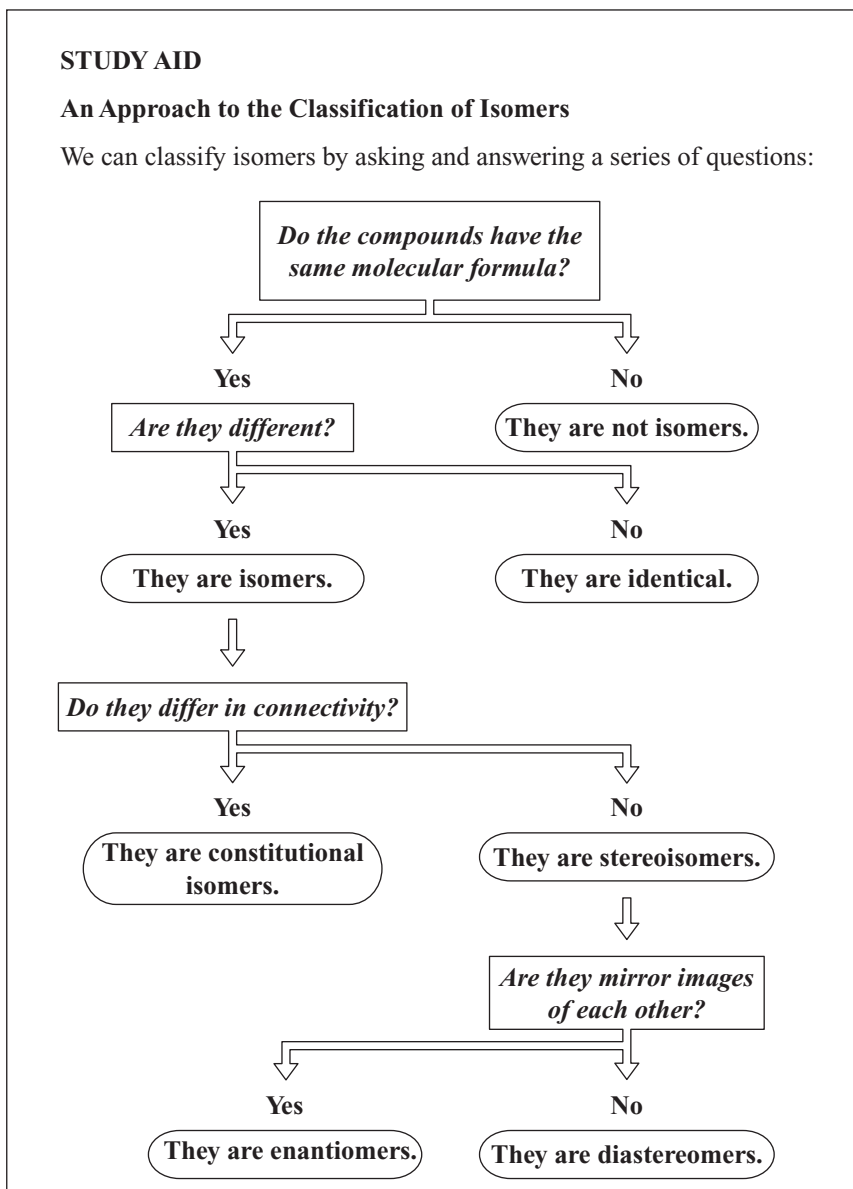 STUDY AID
An Approach to the Classification of Isomers
We can classify isomers by asking and answering a series of questions:
Do the compounds have the
same molecular formula?
Yes
No
Are they different?
They are not isomers.
Yes
No
They are isomers.
They are identical.
Do they differ in connectivity?
Yes
No
They are constitutional
isomers.
They are stereoisomers.
Are they mirror images
of each other?
Yes
No
They are enantiomers.
They are diastereomers.